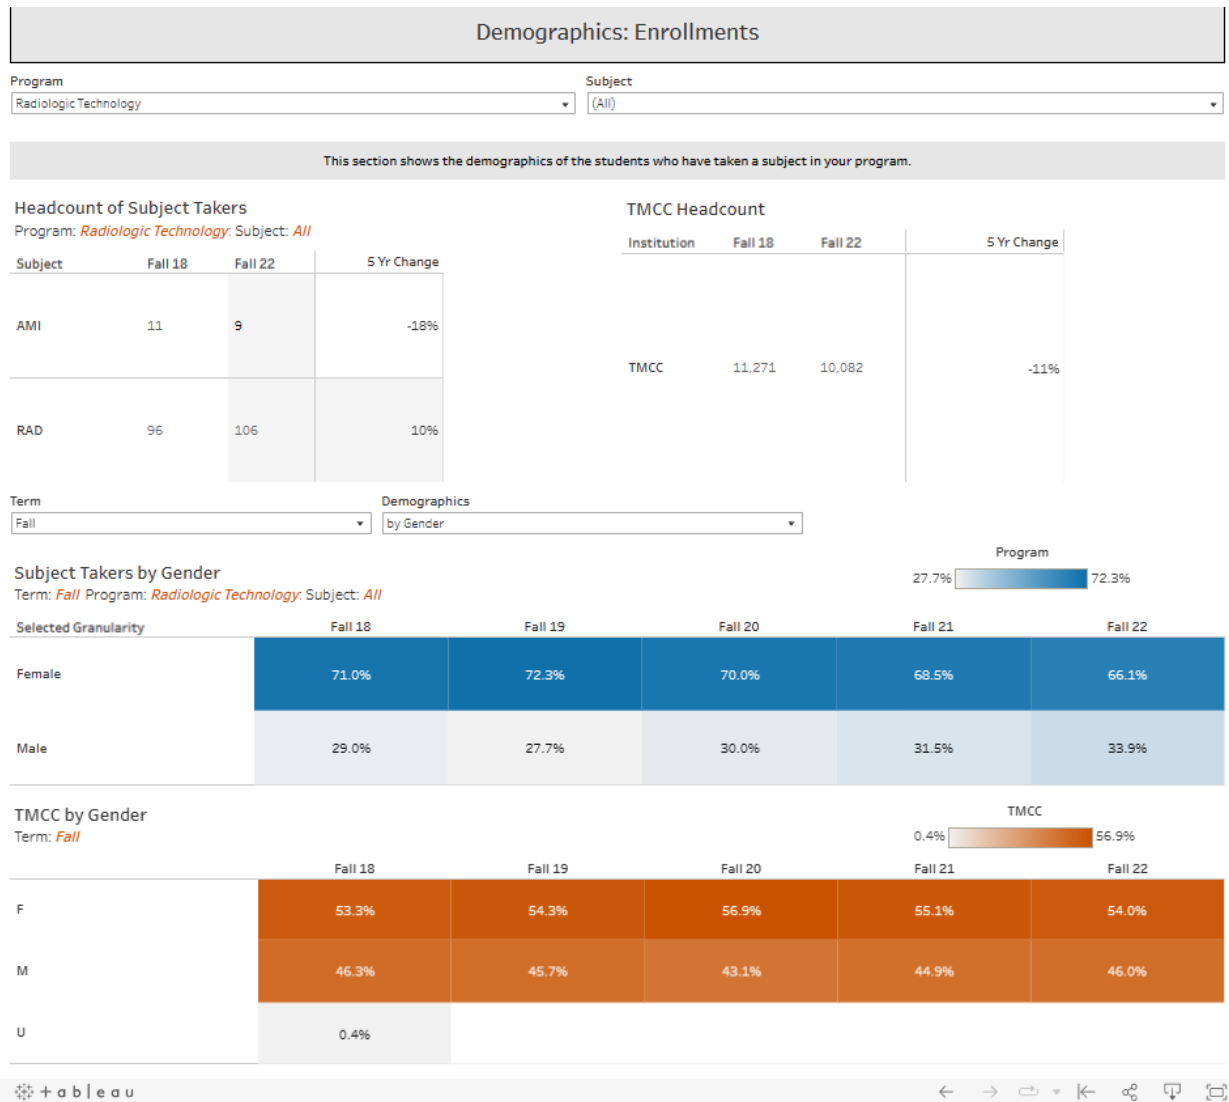 Demographics: Enrollments
Program Subject
Radiologic Technology (All)
This section shows the demographics of the students who have taken a subject in your program.
Headcount of Subject Takers
Program: Radiologic Technology. Subject: All
Subject Fall 18 Fall 22 5 Yr Change
AMI 11 9 -18%
RAD 96 106 10%
TMCC Headcount
Institution Fall 18 Fall 22 5 Yr Change
TMCC 11,271 10,082 -11%
Term Demographics
Fall by Gender
Subject Takers by Gender
Term: Fall Program: Radiologic Technology. Subject: All
Program
27.7% 72.3%
Selected Granularity Fall 18 Fall 19 Fall 20 Fall 21 Fall 22
Female 71.0% 72.3% 70.0% 68.5% 66.1%
Male 29.0% 27.7% 30.0% 31.5% 33.9%
TMCC by Gender
Term: Fall
TMCC
0.4% 56.9%
Fall 18 Fall 19 Fall 20 Fall 21 Fall 22
F 53.3% 54.3% 56.9% 55.1% 54.0%
M 46.3% 45.7% 43.1% 44.9% 46.0%
U 0.4%
+ableau